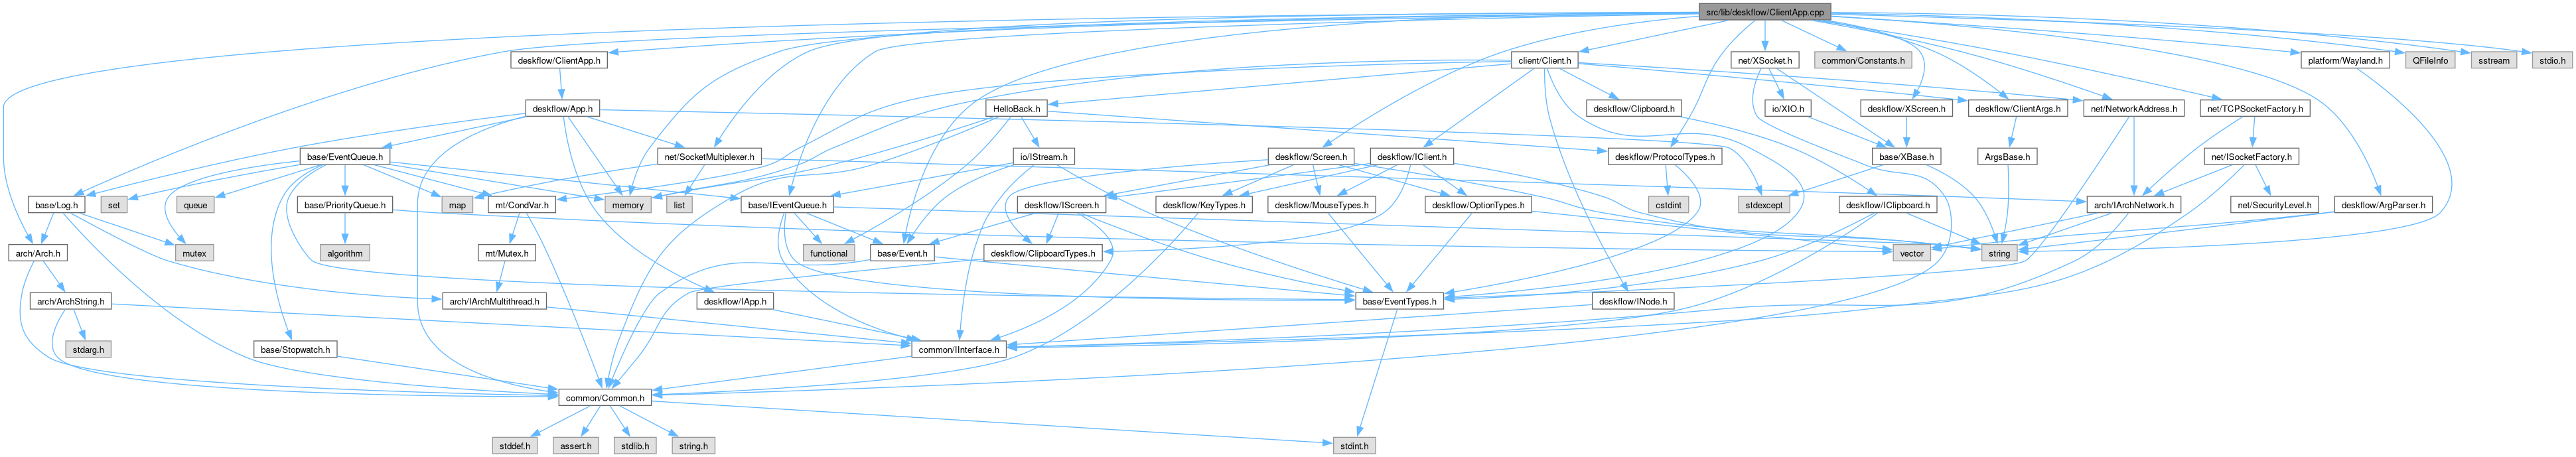 src/lib/deskflow/ClientApp.cpp
deskflow/ClientApp.h
client/Client.h
net/XSocket.h
common/Constants.h
platform/Wayland.h
QFileInfo
sstream
stdio.h
deskflow/App.h
HelloBack.h
deskflow/Clipboard.h
io/XIO.h
deskflow/XScreen.h
deskflow/ClientArgs.h
net/NetworkAddress.h
net/TCPSocketFactory.h
base/EventQueue.h
net/SocketMultiplexer.h
io/IStream.h
deskflow/Screen.h
deskflow/IClient.h
deskflow/ProtocolTypes.h
base/XBase.h
ArgsBase.h
net/ISocketFactory.h
base/Log.h
set
queue
base/PriorityQueue.h
map
mt/CondVar.h
memory
list
base/IEventQueue.h
deskflow/IScreen.h
deskflow/KeyTypes.h
deskflow/MouseTypes.h
deskflow/OptionTypes.h
cstdint
stdexcept
deskflow/IClipboard.h
arch/IArchNetwork.h
net/SecurityLevel.h
deskflow/ArgParser.h
arch/Arch.h
mutex
algorithm
mt/Mutex.h
functional
base/Event.h
deskflow/ClipboardTypes.h
vector
string
arch/ArchString.h
arch/IArchMultithread.h
deskflow/IApp.h
base/EventTypes.h
deskflow/INode.h
stdarg.h
base/Stopwatch.h
common/IInterface.h
common/Common.h
stddef.h
assert.h
stdlib.h
string.h
stdint.h